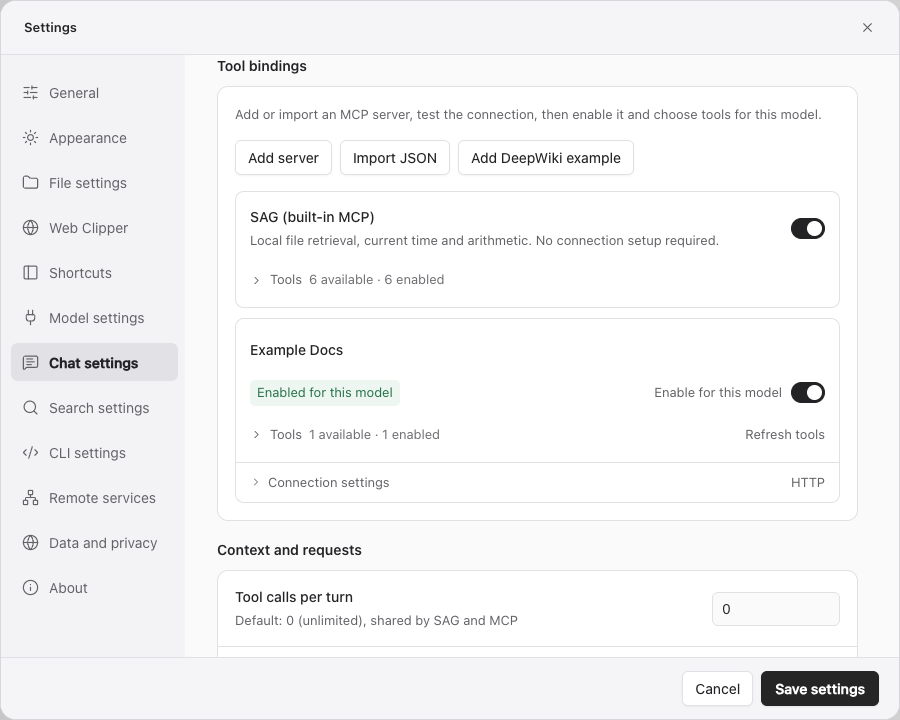 Settings
General
Appearance
File settings
Web Clipper
Shortcuts
Model settings
Chat settings
Search settings
CLI settings
Remote services
Data and privacy
About
Tool bindings
Add or import an MCP server, test the connection, then enable it and choose tools for this model.
Add server Import JSON Add DeepWiki example
SAG (built-in MCP)
Local file retrieval, current time and arithmetic. No connection setup required.
Tools 6 available · 6 enabled
Example Docs
Enabled for this model Enable for this model
Tools 1 available · 1 enabled Refresh tools
Connection settings HTTP
Context and requests
Tool calls per turn
Default: 0 (unlimited), shared by SAG and MCP
0
Cancel Save settings